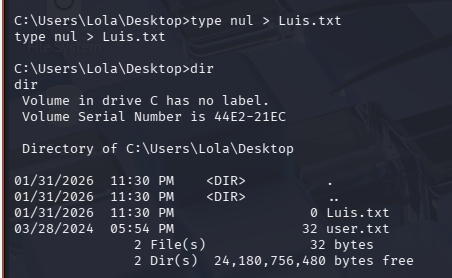 C:\Users\Lola\Desktop>type nul > Luis.txt
type nul > Luis.txt
C:\Users\Lola\Desktop>dir
dir
 Volume in drive C has no label.
 Volume Serial Number is 44E2-21EC
 Directory of C:\Users\Lola\Desktop
01/31/2026  11:30 PM    <DIR>          .
01/31/2026  11:30 PM    <DIR>          ..
01/31/2026  11:30 PM                 0 Luis.txt
03/28/2024  05:54 PM                32 user.txt
               2 File(s)             32 bytes
               2 Dir(s)  24,180,756,480 bytes free